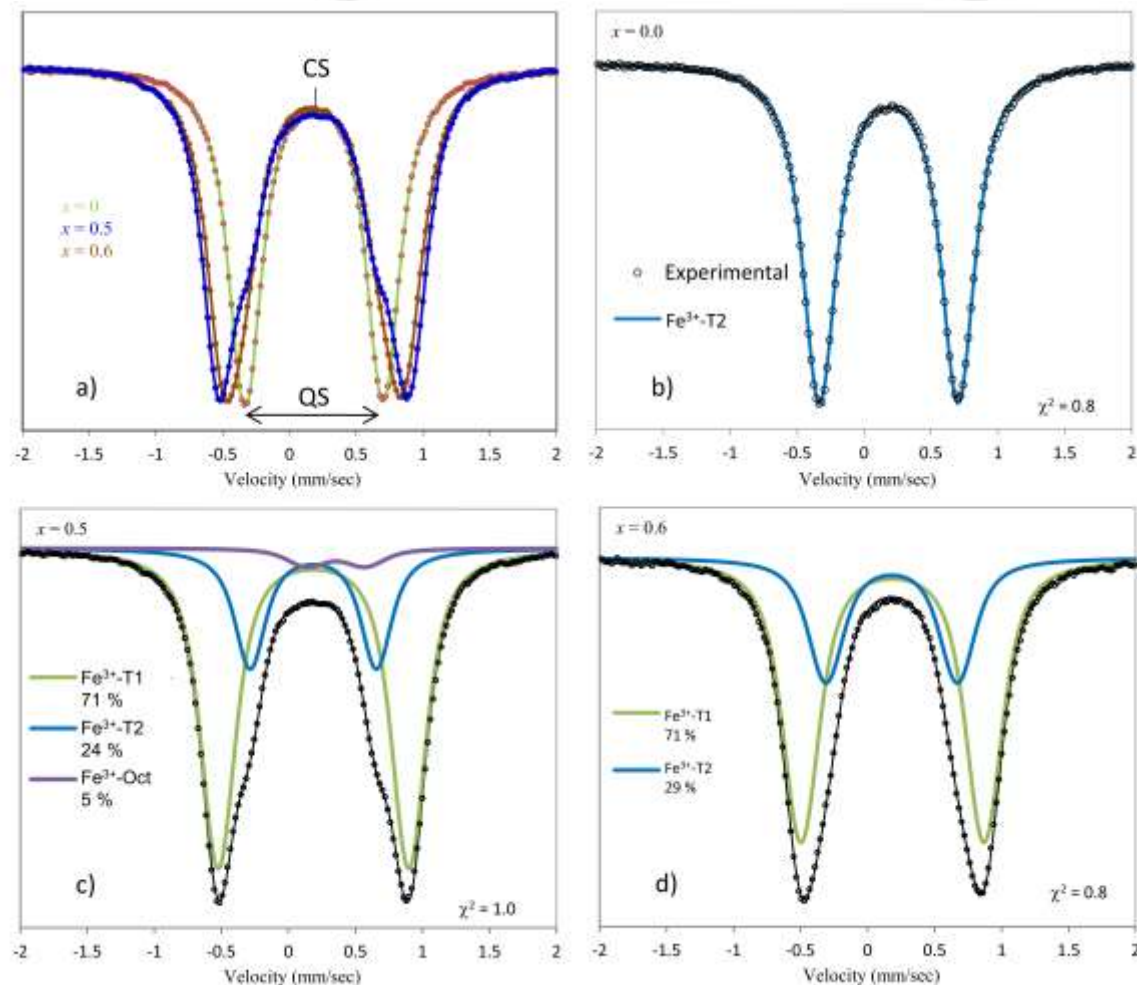 CS
x = 0
x = 0.5
x = 0.6
a)
QS
-2 -1.5 -1 -0.5 0 0.5 1 1.5 2
Velocity (mm/sec)
x = 0.0
Experimental
Fe³⁺-T2
b)
χ² = 0.8
-2 -1.5 -1 -0.5 0 0.5 1 1.5 2
Velocity (mm/sec)
x = 0.5
Fe³⁺-T1
71 %
Fe³⁺-T2
24 %
Fe³⁺-Oct
5 %
c)
χ² = 1.0
-2 -1.5 -1 -0.5 0 0.5 1 1.5 2
Velocity (mm/sec)
x = 0.6
Fe³⁺-T1
71 %
Fe³⁺-T2
29 %
d)
χ² = 0.8
-2 -1.5 -1 -0.5 0 0.5 1 1.5 2
Velocity (mm/sec)